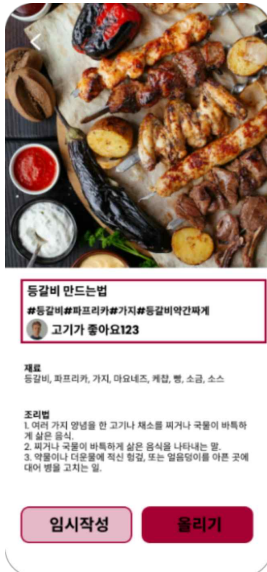 등갈비 만드는법
#등갈비#파프리카#가지#등갈비약간짜게
고기가 좋아요123
재료
등갈비, 파프리카, 가지, 마요네즈, 케찹, 빵, 소금, 소스
조리법
1. 여러 가지 양념을 한 고기나 채소를 찌거나 국물이 바특하
게 삶은 음식.
2. 찌거나 국물이 바특하게 삶은 음식을 나타내는 말.
3. 약물이나 더운물에 적신 헝겊, 또는 얼음덩이를 아픈 곳에
대어 병을 고치는 일.
임시작성
올리기